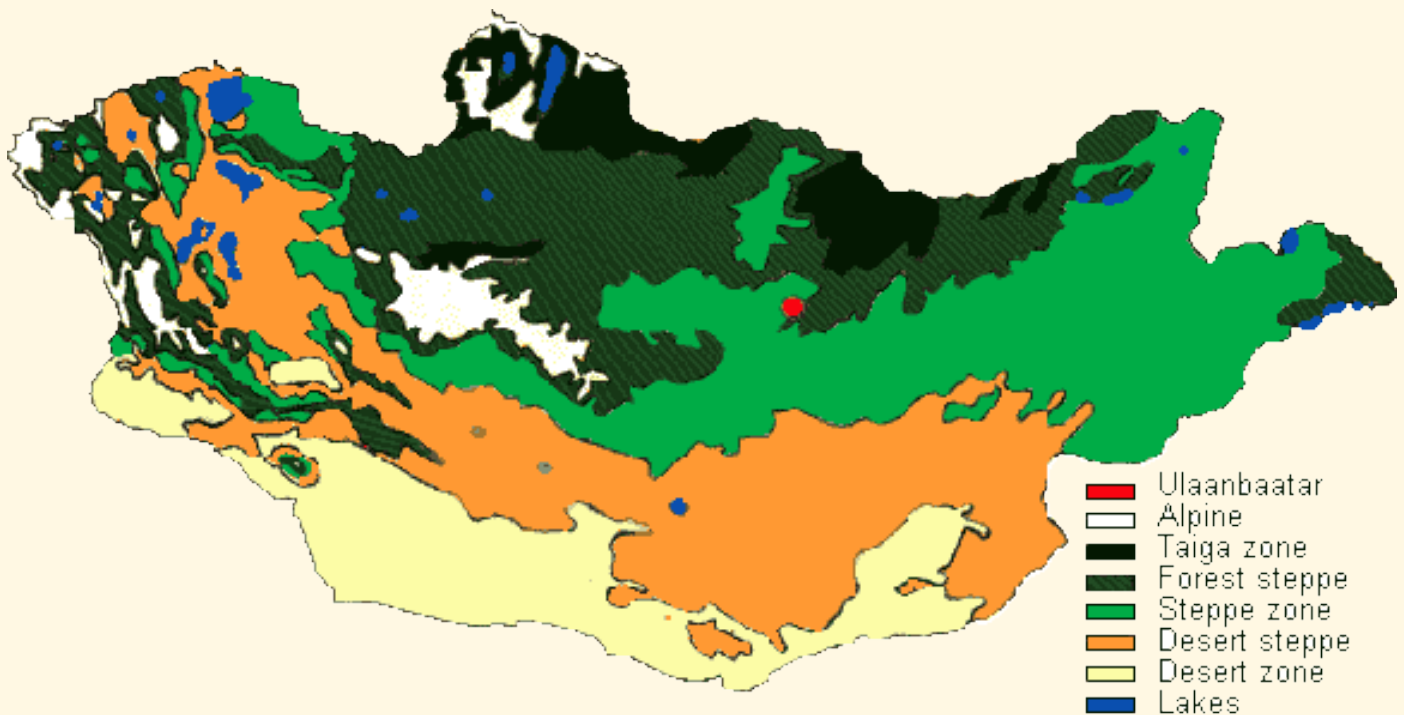 Ulaanbaatar
Alpine
Taiga zone
Forest steppe
Steppe zone
Desert steppe
Desert zone
Lakes